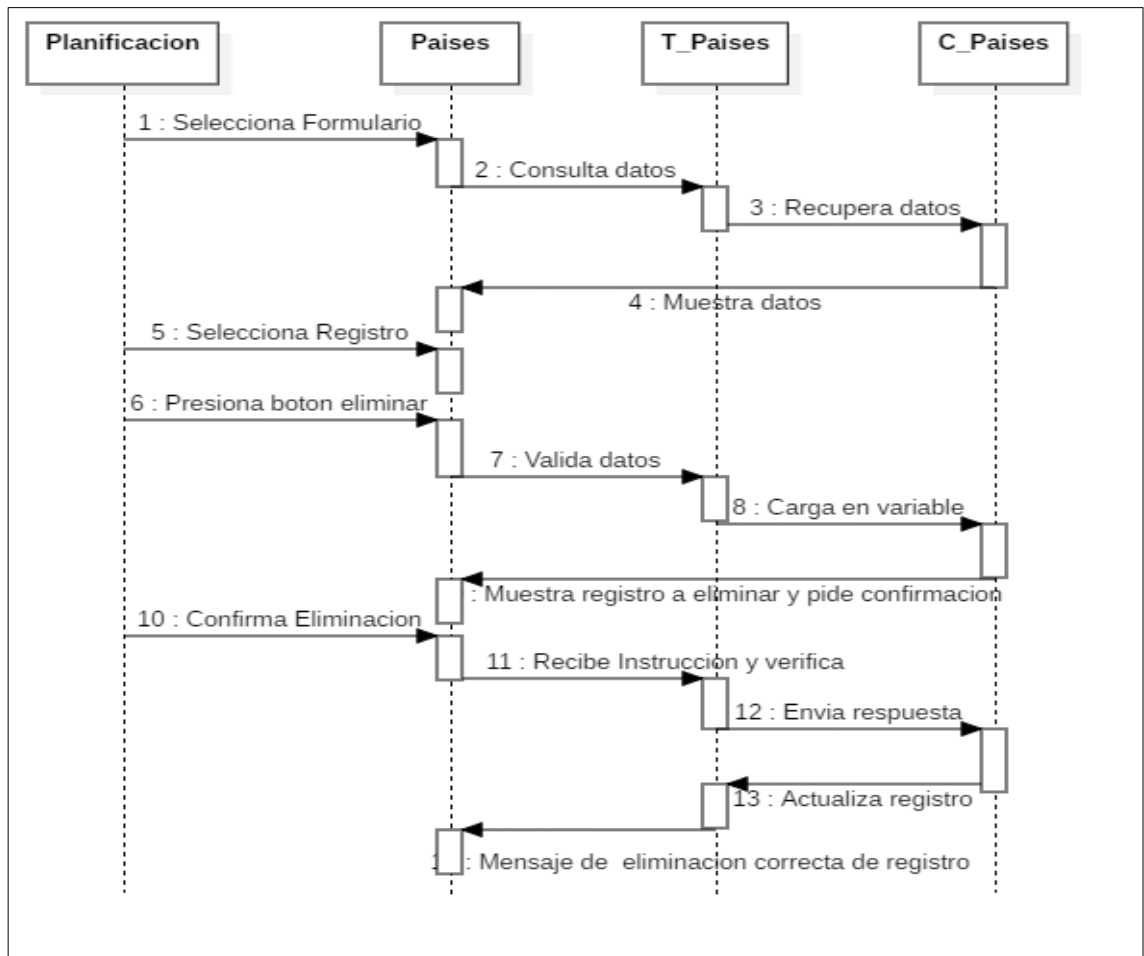 Planificacion
Paises
T_Paises
C_Paises
1 : Selecciona Formulario
2 : Consulta datos
3 : Recupera datos
4 : Muestra datos
5 : Selecciona Registro
6 : Presiona boton eliminar
7 : Valida datos
8 : Carga en variable
: Muestra registro a eliminar y pide confirmacion
10 : Confirma Eliminacion
11 : Recibe Instruccion y verifica
12 : Envia respuesta
13 : Actualiza registro
: Mensaje de eliminacion correcta de registro